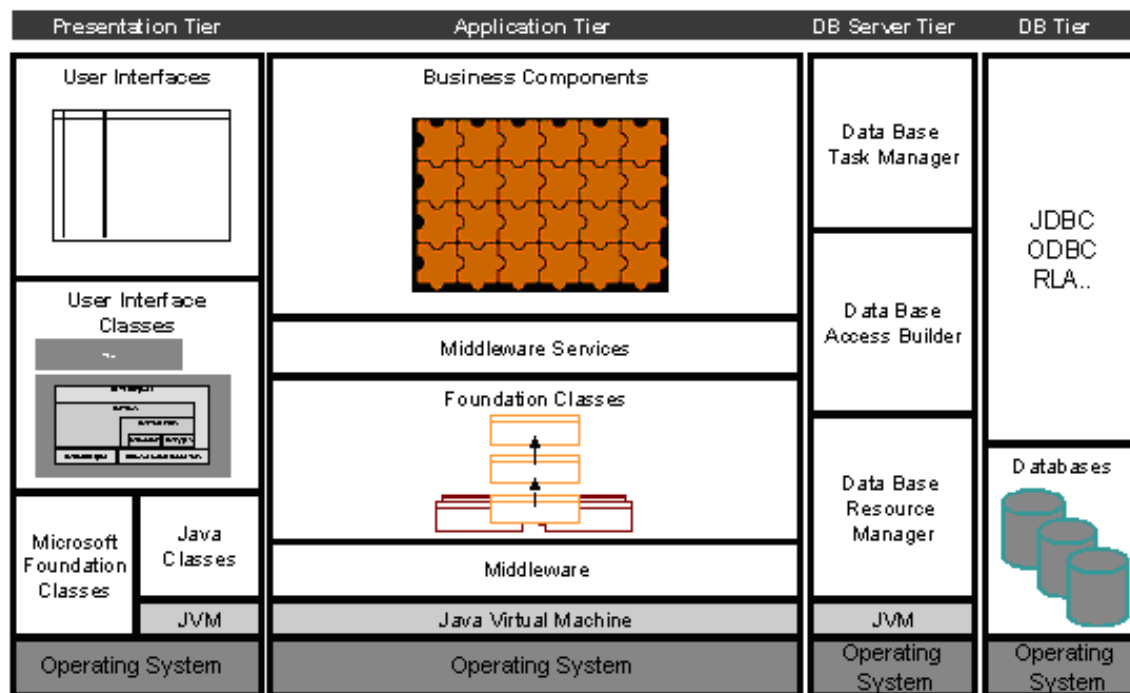 Presentation Tier
Application Tier
DB Server Tier
DB Tier
User Interfaces
User Interface
Classes
Microsoft
Foundation
Classes
Java
Classes
JVM
Operating System
Business Components
Middleware Services
Foundation Classes
Middleware
Java Virtual Machine
Operating System
Data Base
Task Manager
Data Base
Access Builder
Data Base
Resource
Manager
JVM
Operating
System
JDBC
ODBC
RLA..
Databases
Operating
System